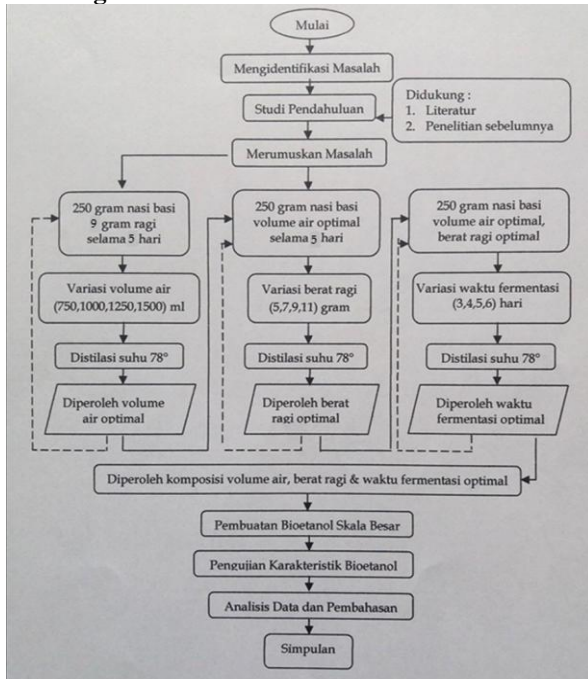 Mulai
Mengidentifikasi Masalah
Studi Pendahuluan
Didukung :
1. Literatur
2. Penelitian sebelumnya
Merumuskan Masalah
250 gram nasi basi
9 gram ragi
selama 5 hari
Variasi volume air
(750,1000,1250,1500) ml
Distilasi suhu 78°
Diperoleh volume
air optimal
250 gram nasi basi
volume air optimal
selama 5 hari
Variasi berat ragi
(5,7,9,11) gram
Distilasi suhu 78°
Diperoleh berat
ragi optimal
250 gram nasi basi
volume air optimal,
berat ragi optimal
Variasi waktu fermentasi
(3,4,5,6) hari
Distilasi suhu 78°
Diperoleh waktu
fermentasi optimal
Diperoleh komposisi volume air, berat ragi & waktu fermentasi optimal
Pembuatan Bioetanol Skala Besar
Pengujian Karakteristik Bioetanol
Analisis Data dan Pembahasan
Simpulan